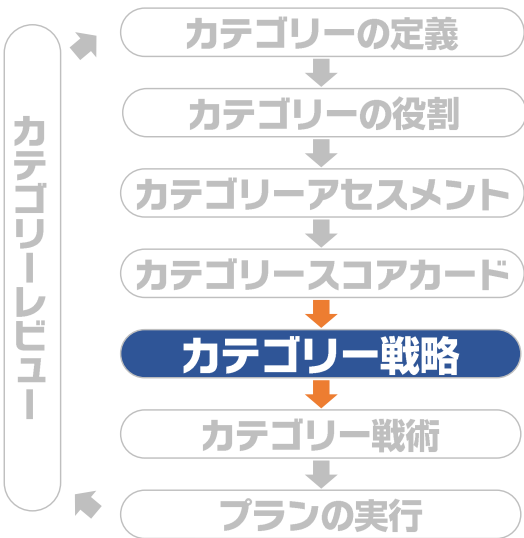 カテゴリーレビュー
カテゴリーの定義
カテゴリーの役割
カテゴリーアセスメント
カテゴリースコアカード
カテゴリー戦略
カテゴリー戦術
プランの実行